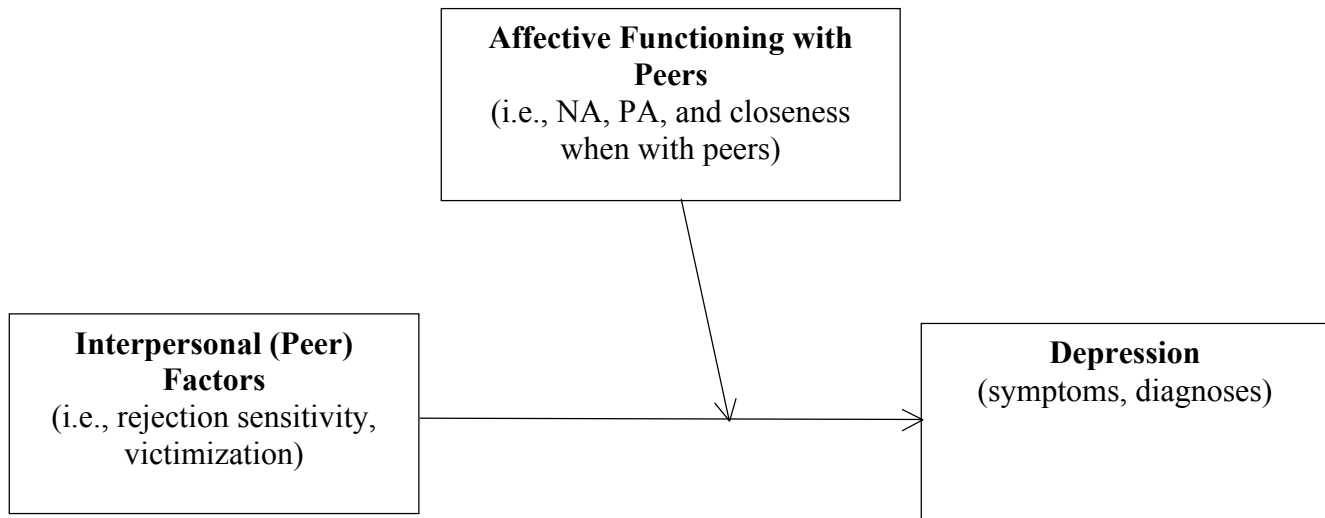 Affective Functioning with
Peers
(i.e., NA, PA, and closeness
when with peers)
Interpersonal (Peer)
Factors
(i.e., rejection sensitivity,
victimization)
Depression
(symptoms, diagnoses)